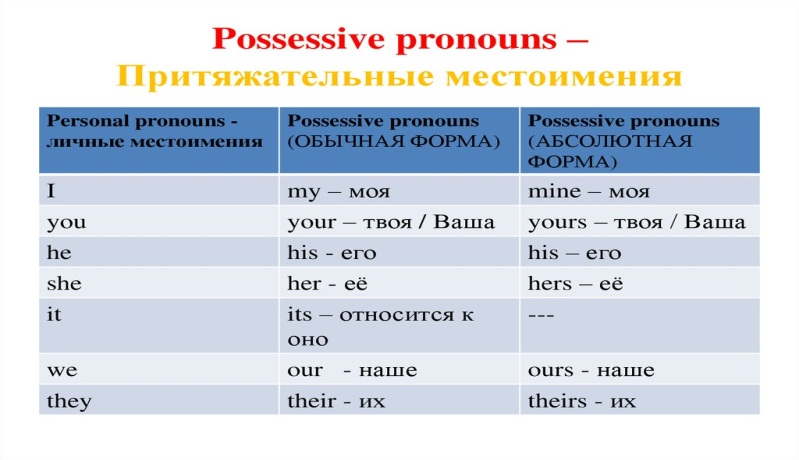 Possessive pronouns –
Притяжательные местоимения
Personal pronouns -
личные местоимения
Possessive pronouns
(ОБЫЧНАЯ ФОРМА)
Possessive pronouns
(АБСОЛЮТНАЯ
ФОРМА)
I
my – моя
mine – моя
you
your – твоя / Ваша
yours – твоя / Ваша
he
his - его
his – его
she
her - её
hers – её
it
its – относится к
оно
---
we
our - наше
ours - наше
they
their - их
theirs - их